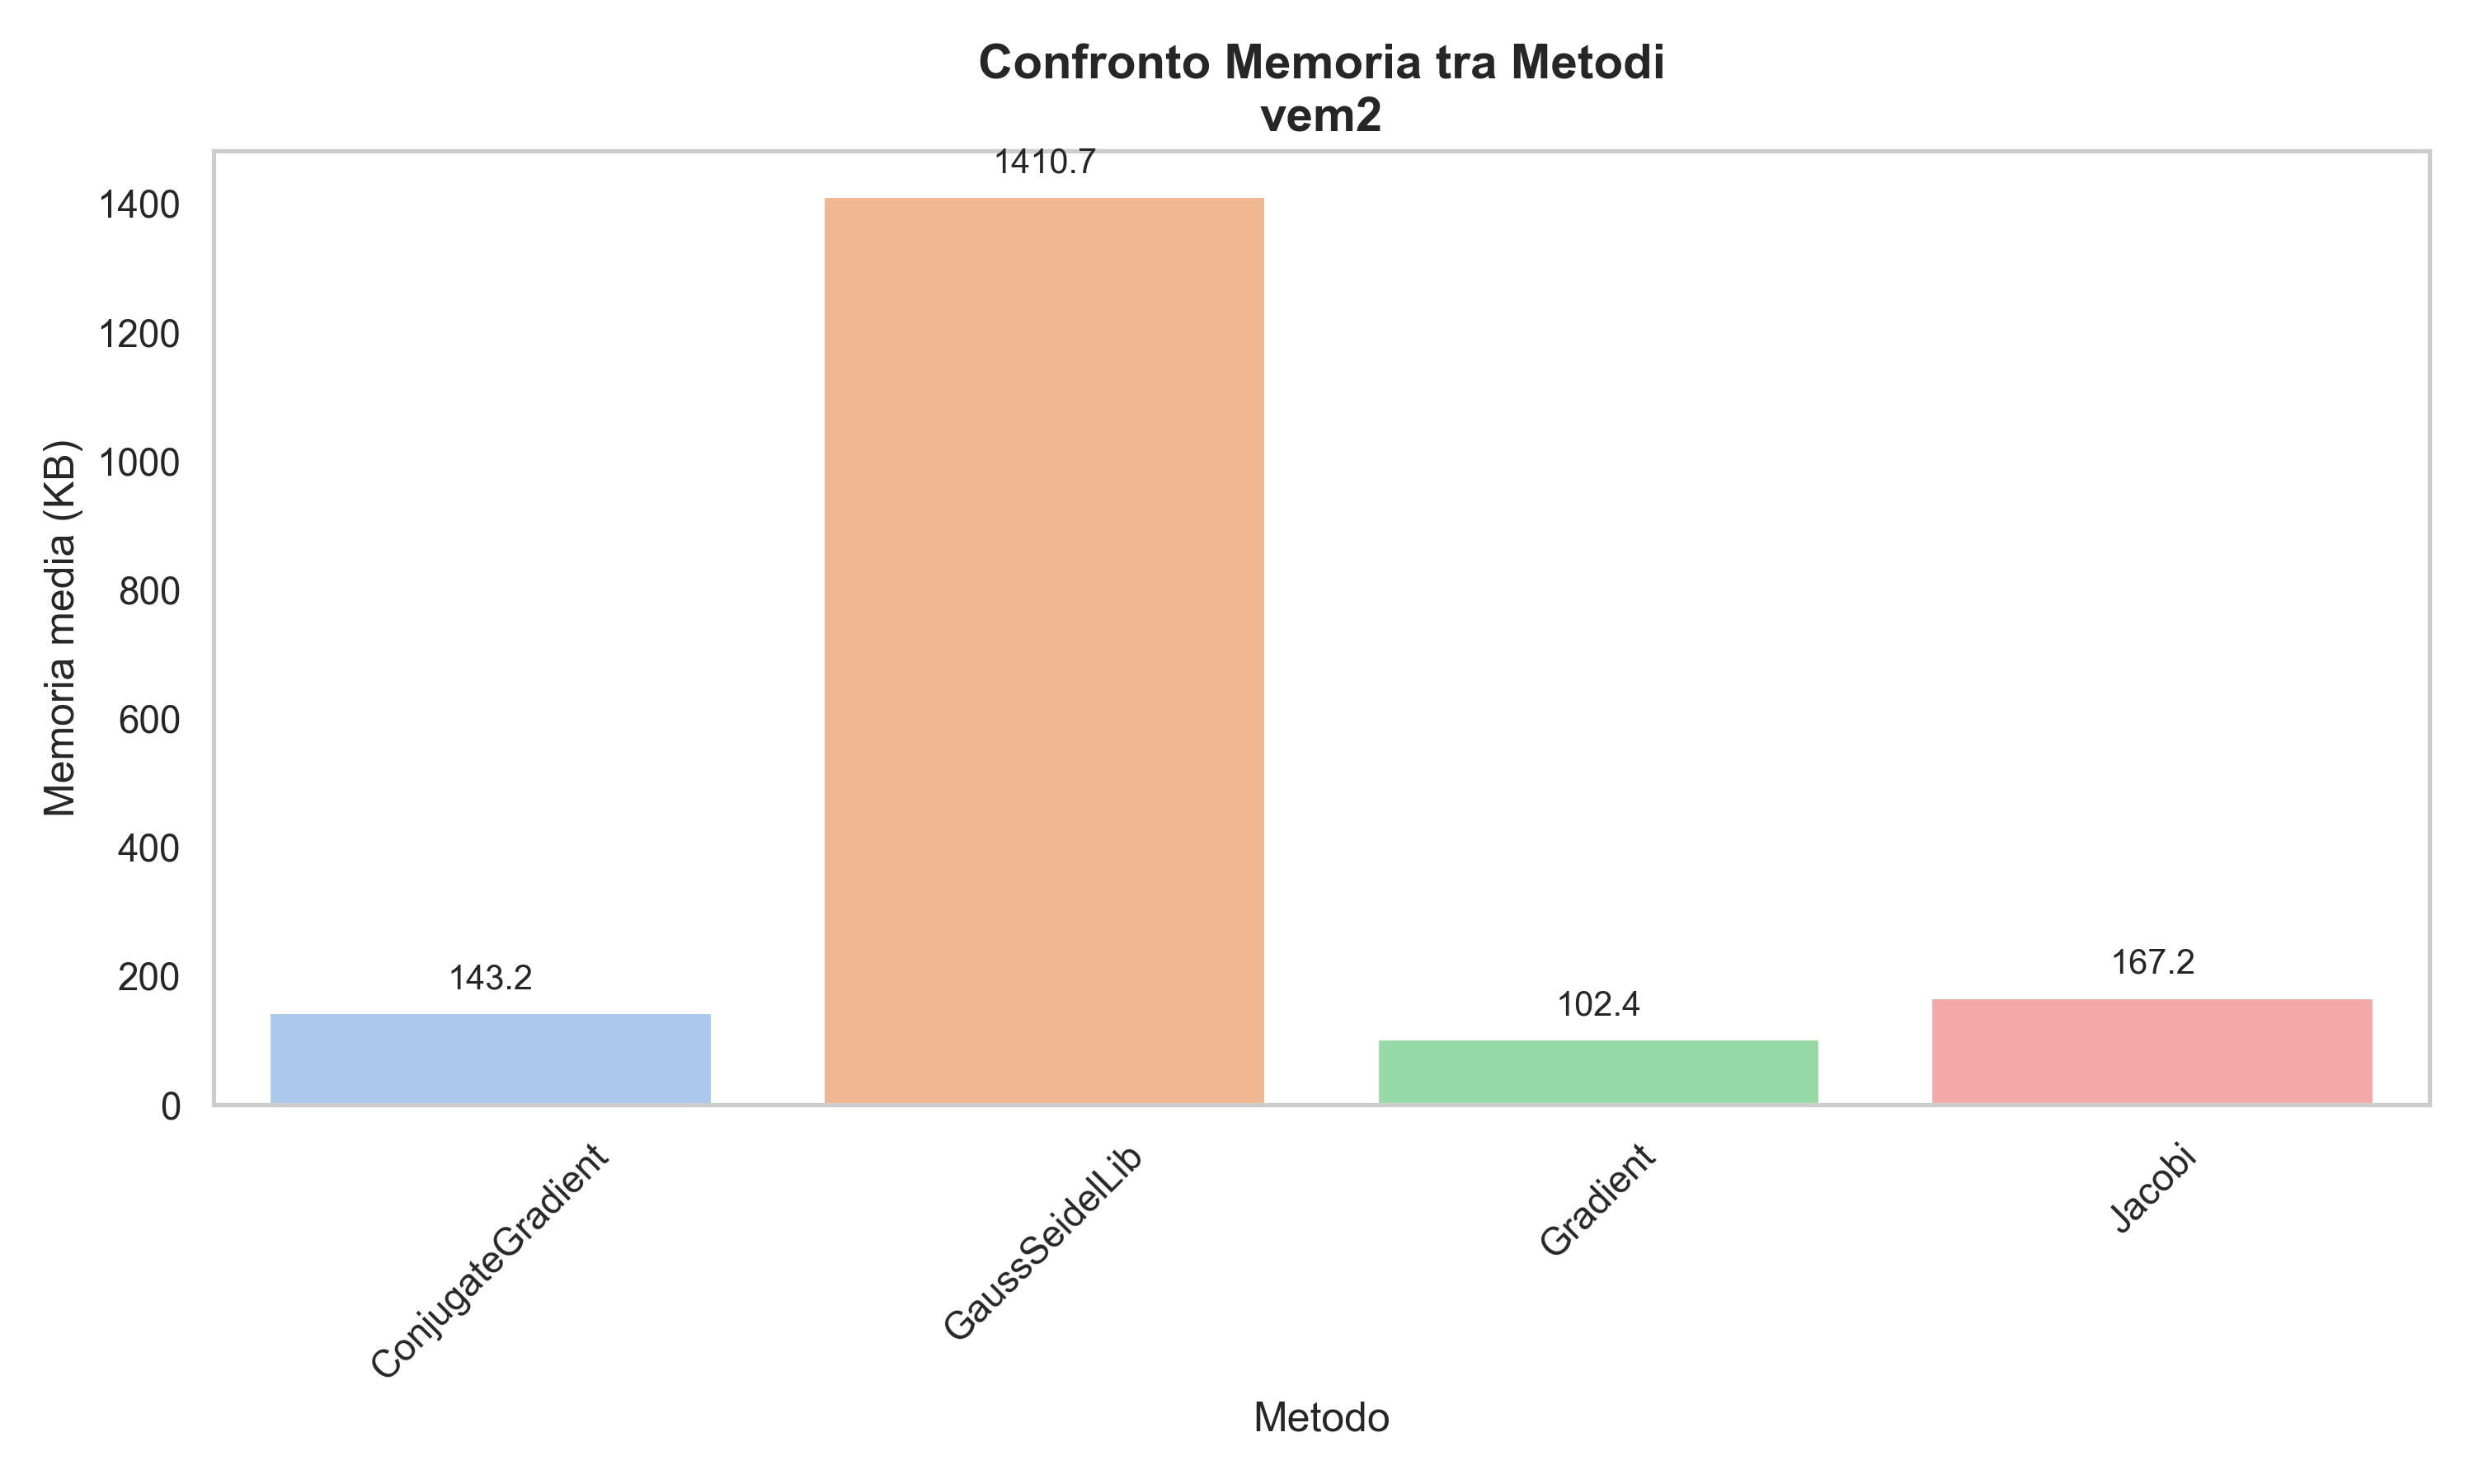 Confronto Memoria tra Metodi
vem2
Memoria media (KB)
1400
1200
1000
800
600
400
200
0
143.2
1410.7
102.4
167.2
ConjugateGradient
GaussSeidelLib
Gradient
Jacobi
Metodo